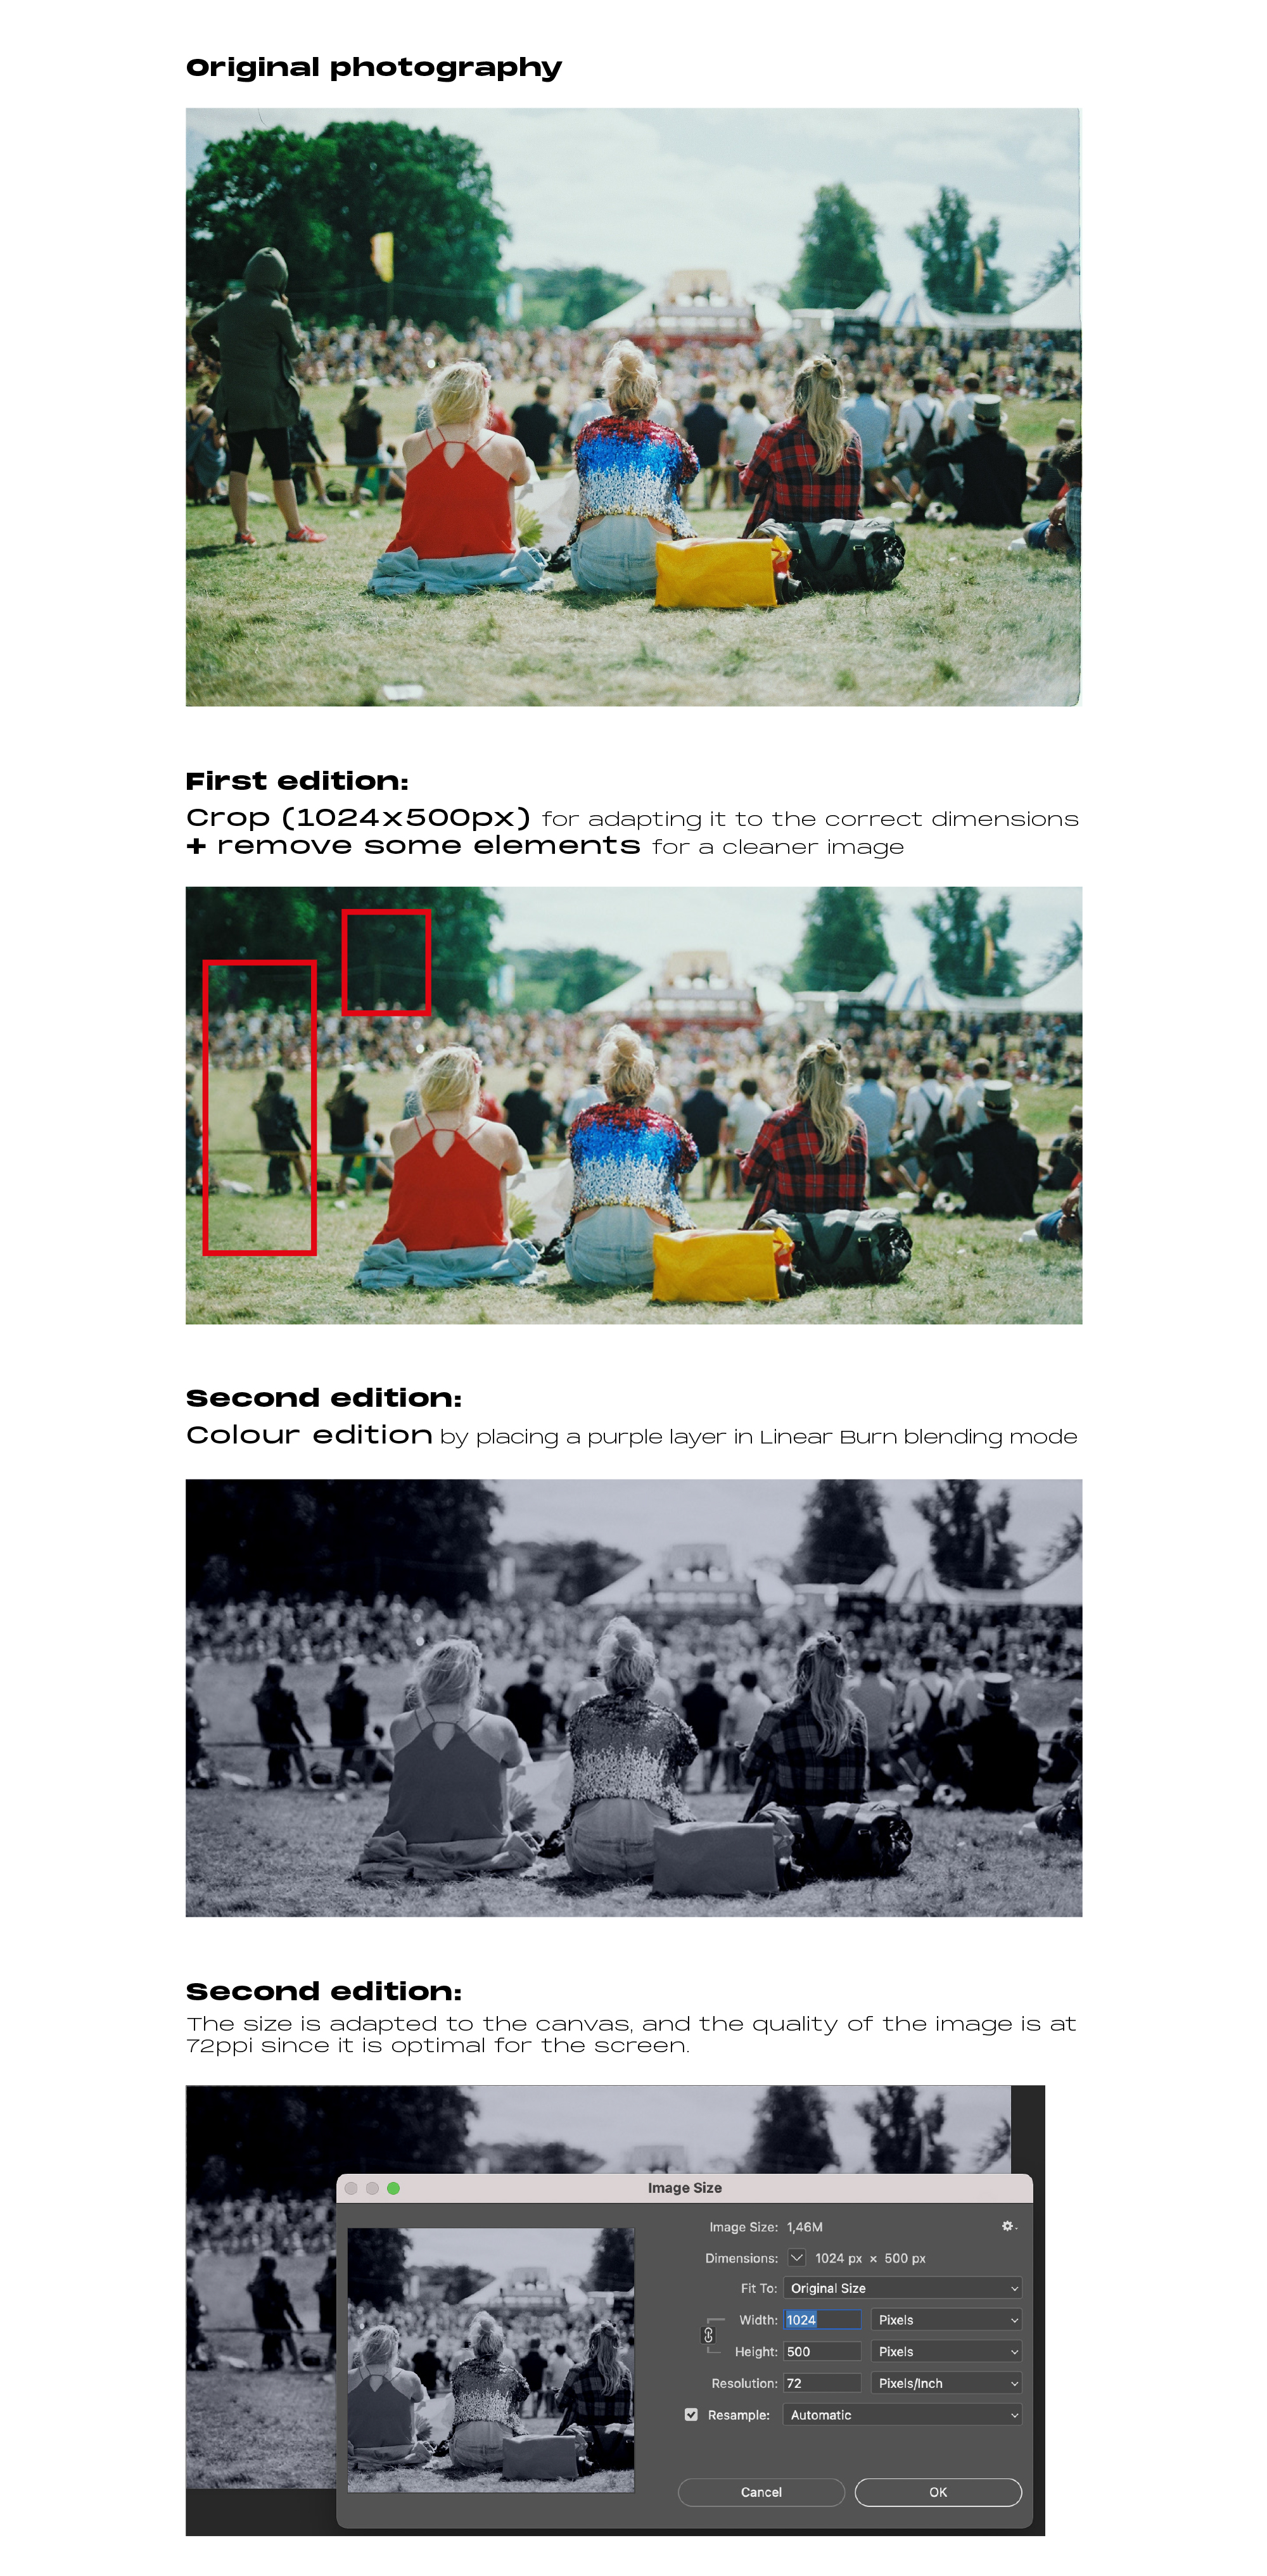 Original photography
First edition:
Crop (1024x500px) for adapting it to the correct dimensions
+ remove some elements for a cleaner image
Second edition:
Colour edition by placing a purple layer in Linear Burn blending mode
Second edition:
The size is adapted to the canvas, and the quality of the image is at
72ppi since it is optimal for the screen.
Image Size
Image Size: 1,46M
Dimensions: 1024 px × 500 px
Fit To: Original Size
Width: 1024 Pixels
Height: 500 Pixels
Resolution: 72 Pixels/Inch
Resample: Automatic
Cancel OK